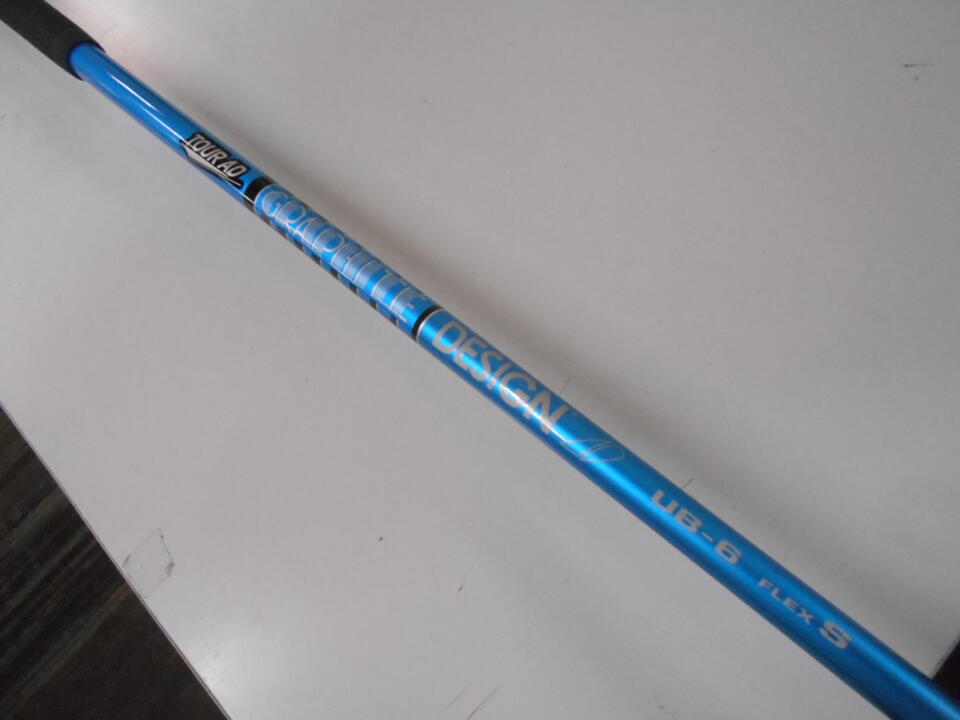 TOUR AD
GRAPHITE DESIGN
UB-6 FLEX S